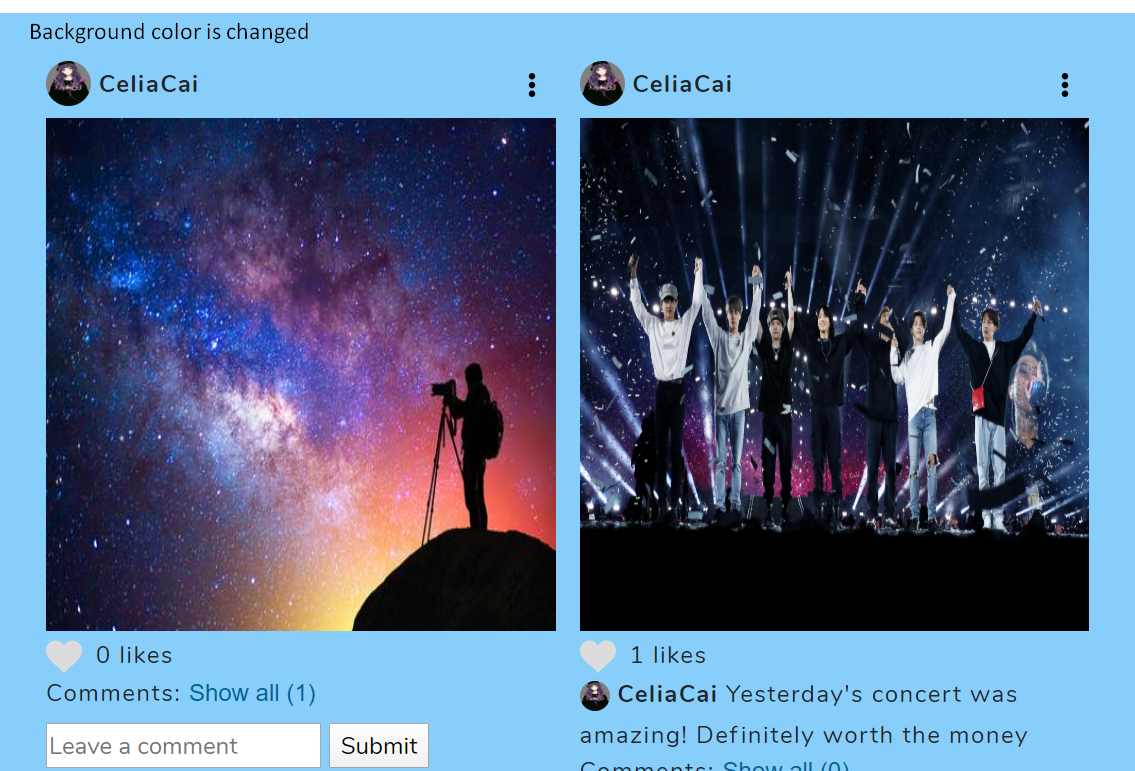 Background color is changed
CeliaCai
0 likes
Comments: Show all (1)
Leave a comment
Submit
CeliaCai
1 likes
CeliaCai Yesterday's concert was
amazing! Definitely worth the money
Comments: Show all (0)